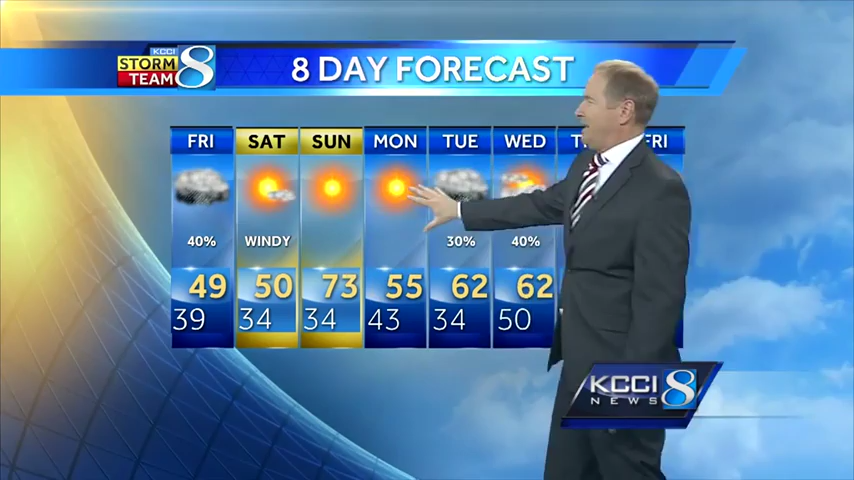 KCCI
STORM
TEAM 8
8 DAY FORECAST
FRI SAT SUN MON TUE WED FRI
40% WINDY 30% 40%
49 50 73 55 62 62
39 34 34 43 34 50
KCCI 8
NEWS